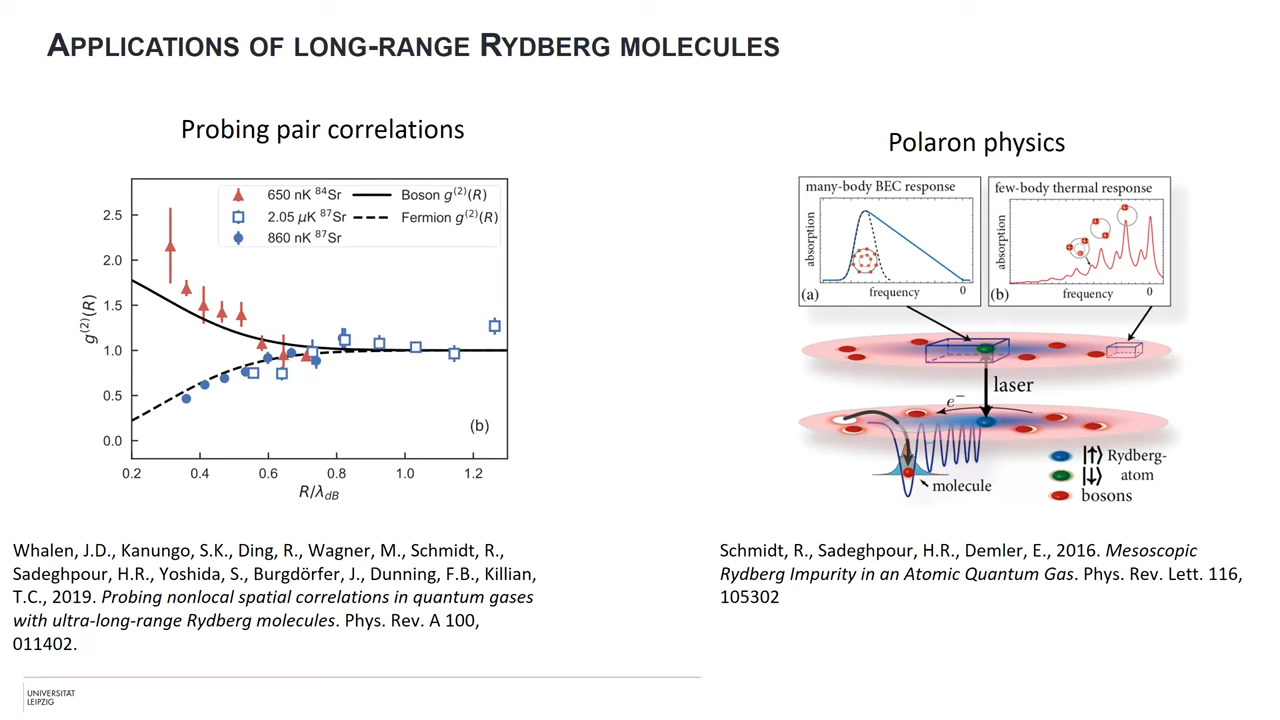 APPLICATIONS OF LONG-RANGE RYDBERG MOLECULES
Probing pair correlations
2.5
2.0
1.5
1.0
0.5
0.0
g⁽²⁾(R)
650 nK ⁸⁴Sr
2.05 μK ⁸⁷Sr
860 nK ⁸⁷Sr
Boson g⁽²⁾(R)
Fermion g⁽²⁾(R)
(b)
0.2 0.4 0.6 0.8 1.0 1.2
R/λdB
Whalen, J.D., Kanungo, S.K., Ding, R., Wagner, M., Schmidt, R.,
Sadeghpour, H.R., Yoshida, S., Burgdörfer, J., Dunning, F.B., Killian,
T.C., 2019. Probing nonlocal spatial correlations in quantum gases
with ultra-long-range Rydberg molecules. Phys. Rev. A 100,
011402.
Polaron physics
many-body BEC response
absorption
(a)
frequency
0
few-body thermal response
absorption
(b)
frequency
0
laser
e⁻
molecule
|↑⟩ Rydberg-
|↓⟩ atom
bosons
Schmidt, R., Sadeghpour, H.R., Demler, E., 2016. Mesoscopic
Rydberg Impurity in an Atomic Quantum Gas. Phys. Rev. Lett. 116,
105302
UNIVERSITAT
LEIPZIG